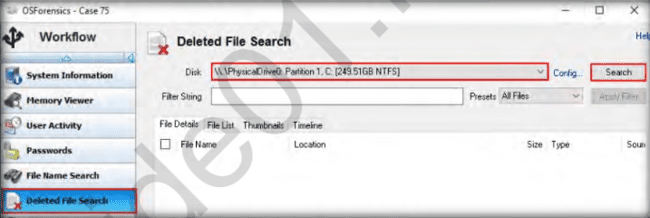 OSForensics - Case 75
Workflow
Deleted File Search
Help
Disk \\.\PhysicalDrive0: Partition 1, C: [249.51GB NTFS] Config... Search
System Information
Filter String Presets All Files Apply Filter
Memory Viewer
User Activity
File Details File List Thumbnails Timeline
File Name Location Size Type Sour
Passwords
File Name Search
Deleted File Search